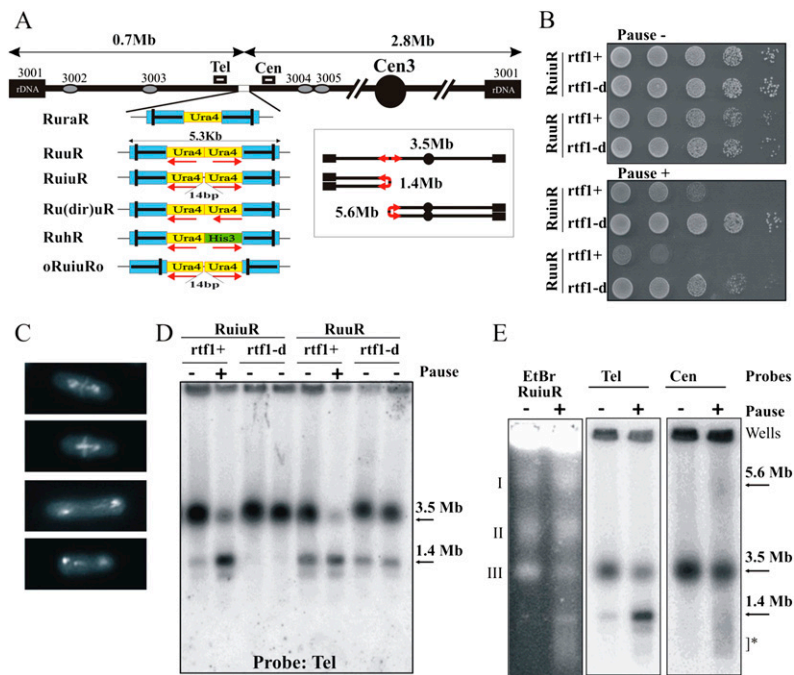 A
0.7Mb
2.8Mb
3001
3002
3003
Tel
Cen
3004
3005
Cen3
3001
rDNA
rDNA
RuraR
Ura4
5.3Kb
RuuR
Ura4 Ura4
RuiuR
Ura4 Ura4
14bp
Ru(dir)uR
Ura4 Ura4
RuhR
Ura4 His3
oRuiuRo
Ura4 Ura4
14bp
3.5Mb
1.4Mb
5.6Mb
B
Pause -
RuiuR
rtf1+
rtf1-d
RuuR
rtf1+
rtf1-d
Pause +
RuiuR
rtf1+
rtf1-d
RuuR
rtf1+
rtf1-d
C
D
RuiuR RuuR
rtf1+ rtf1-d rtf1+ rtf1-d
- + - - - + - - Pause
3.5 Mb
1.4 Mb
Probe: Tel
E
EtBr
RuiuR
Tel Cen Probes
Pause
- + - + - +
Wells
I
5.6 Mb
II
III
3.5 Mb
1.4 Mb
]*